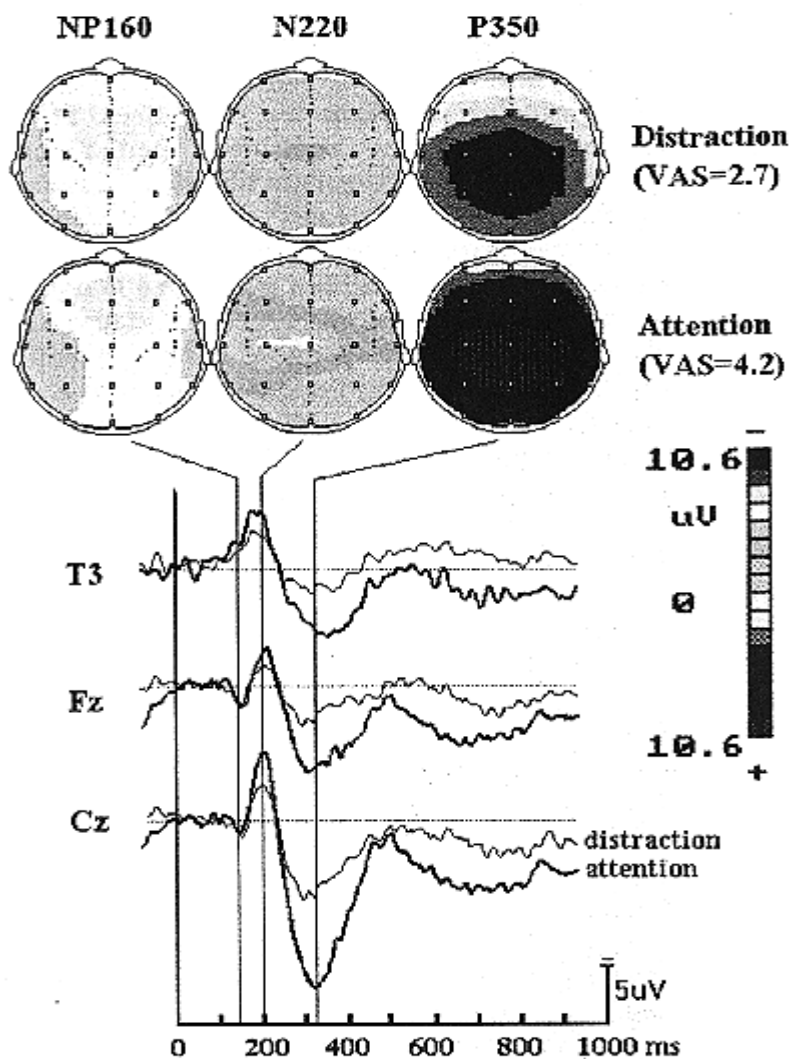 NP160 N220 P350
Distraction
(VAS=2.7)
Attention
(VAS=4.2)
−
10.6
uV
0
10.6
+
T3
Fz
Cz
distraction
attention
5uV
0 200 400 600 800 1000 ms